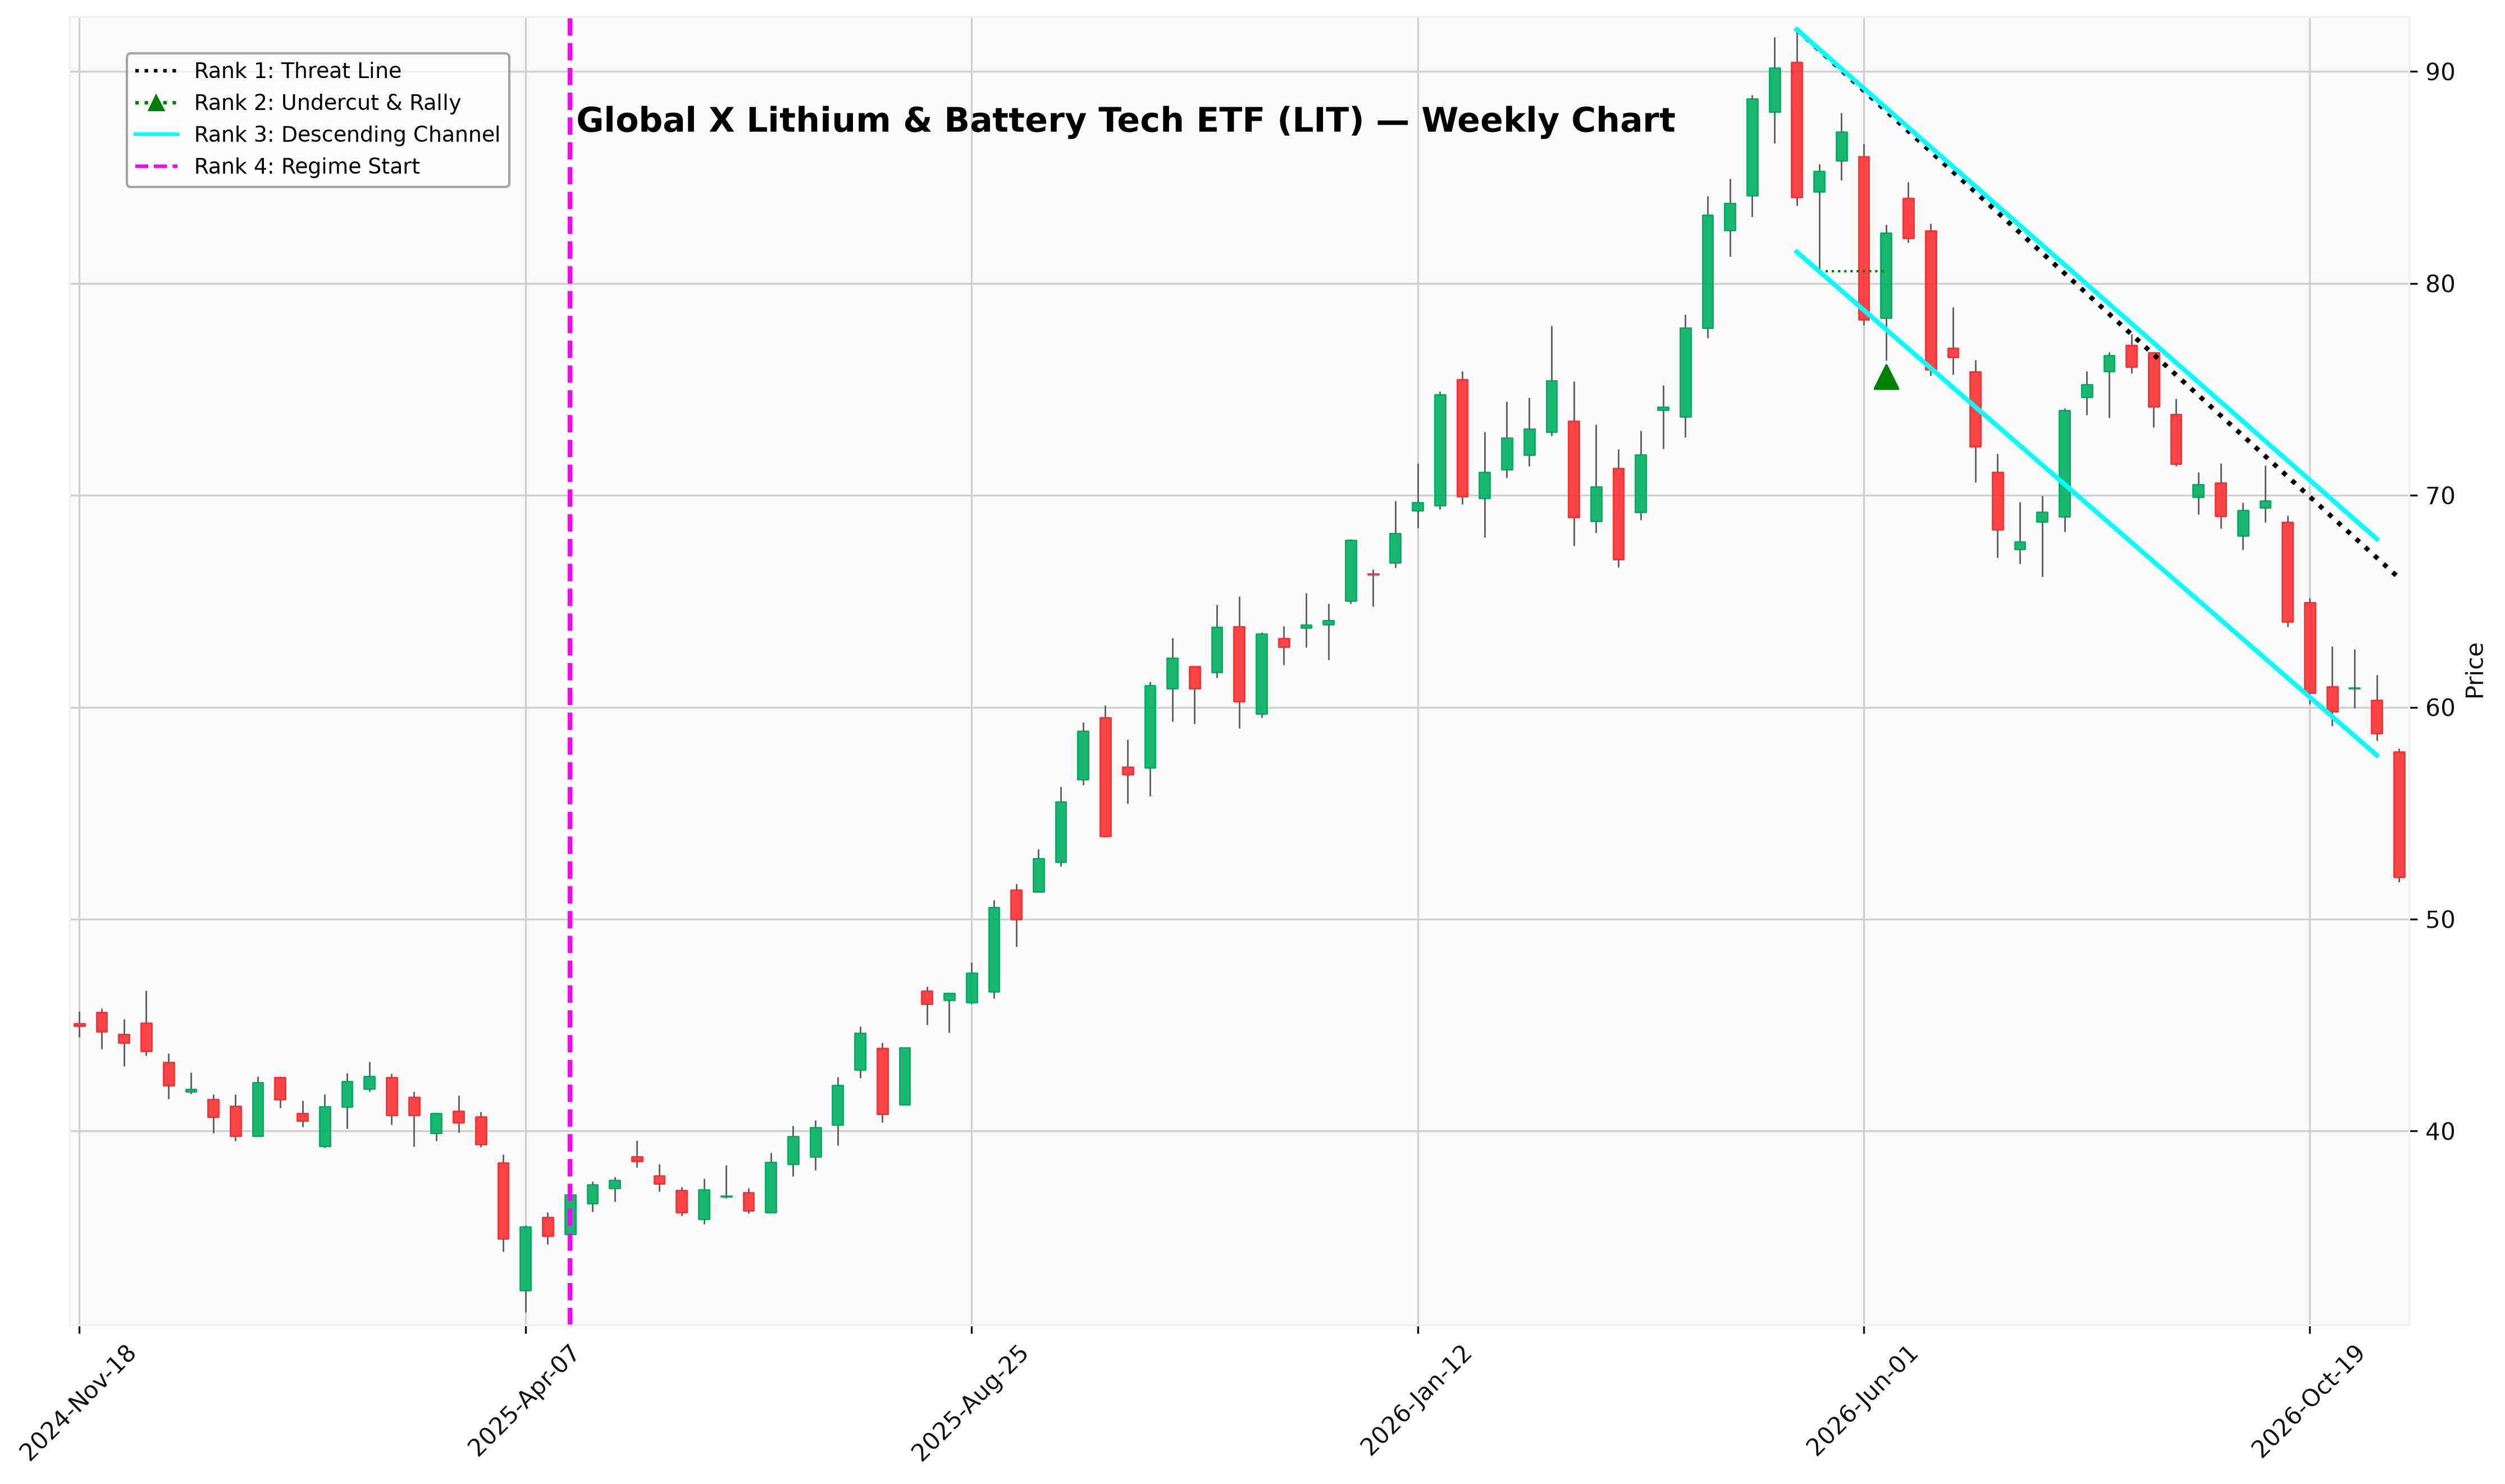 Rank 1: Threat Line
Rank 2: Undercut & Rally
Rank 3: Descending Channel
Rank 4: Regime Start
Global X Lithium & Battery Tech ETF (LIT) — Weekly Chart
90
80
70
60
50
40
Price
2024-Nov-18
2025-Apr-07
2025-Aug-25
2026-Jan-12
2026-Jun-01
2026-Oct-19